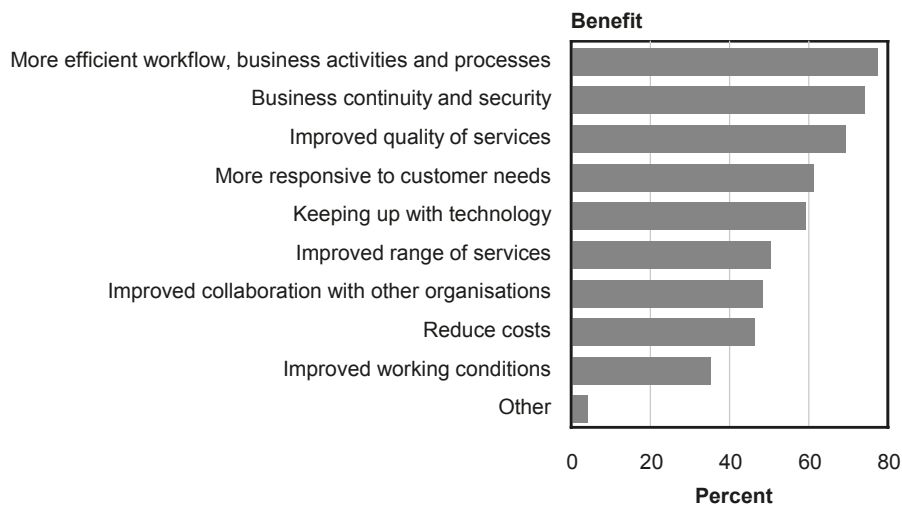 Benefit
More efficient workflow, business activities and processes
Business continuity and security
Improved quality of services
More responsive to customer needs
Keeping up with technology
Improved range of services
Improved collaboration with other organisations
Reduce costs
Improved working conditions
Other
0 20 40 60 80
Percent